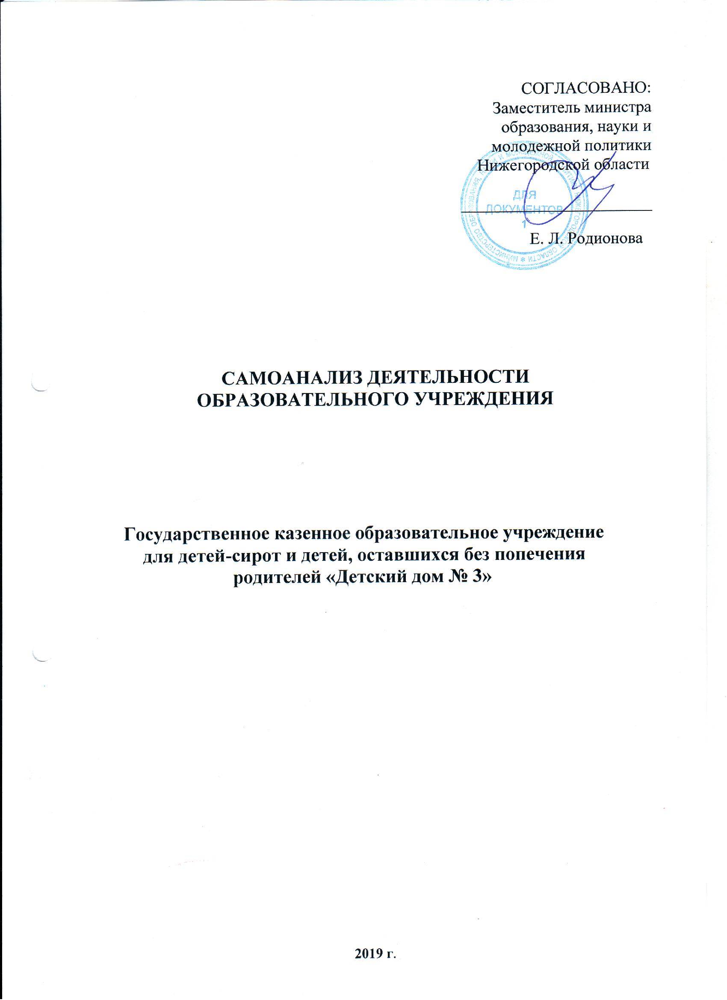 СОГЛАСОВАНО:
Заместитель министра
образования, науки и
молодежной политики
Нижегородской области
ДЛЯ
ДОКУМЕНТОВ
1
МИНИСТЕРСТВО ОБРАЗОВАНИЯ, НАУКИ И МОЛОДЕЖНОЙ ПОЛИТИКИ НИЖЕГОРОДСКОЙ ОБЛАСТИ *
Е. Л. Родионова
САМОАНАЛИЗ ДЕЯТЕЛЬНОСТИ
ОБРАЗОВАТЕЛЬНОГО УЧРЕЖДЕНИЯ
Государственное казенное образовательное учреждение
для детей-сирот и детей, оставшихся без попечения
родителей «Детский дом № 3»
2019 г.